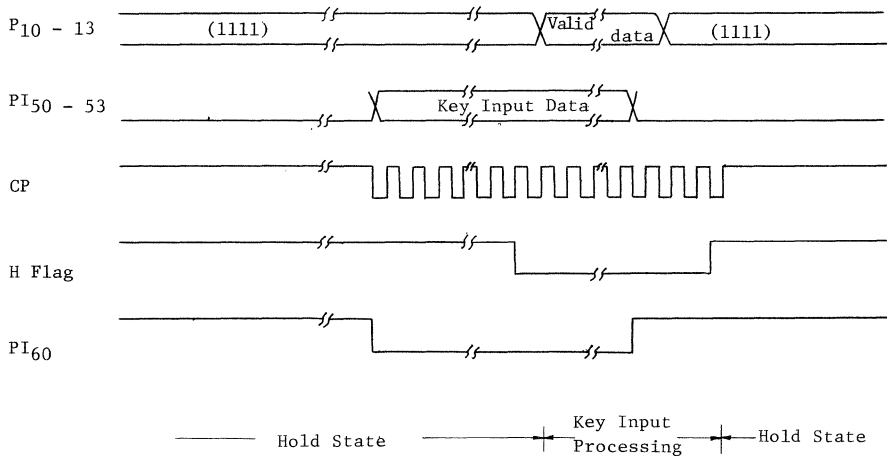 P10 - 13 (1111) Valid data (1111)
PI50 - 53 Key Input Data
CP
H Flag
PI60
Hold State Key Input Processing Hold State